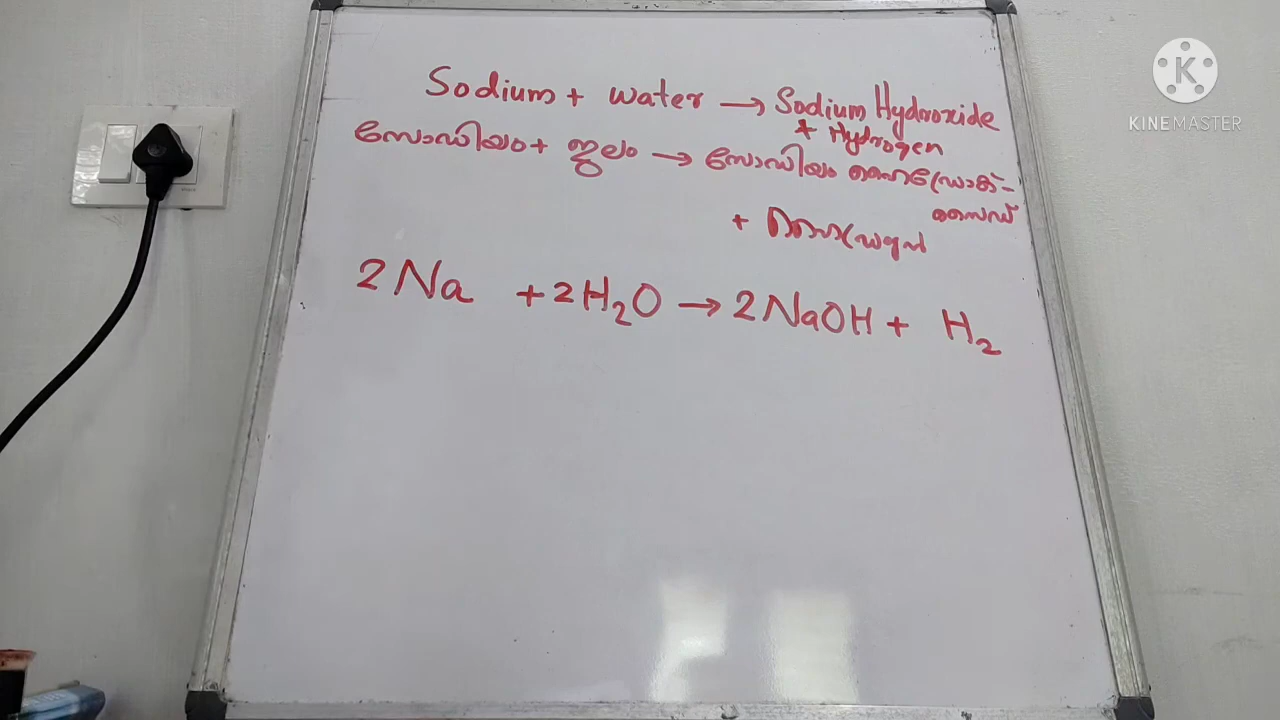 Sodium + water → Sodium Hydroxide
+ Hydrogen
സോഡിയം + ജലം → സോഡിയം ഹൈഡ്രോക്-
സൈഡ്
+ ഹൈഡ്രജൻ
2Na + 2H₂O → 2NaOH + H₂
KINEMASTER